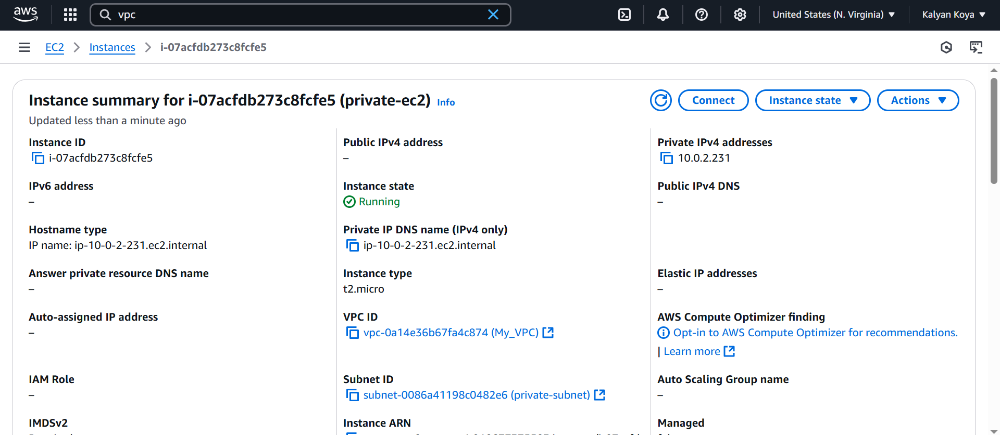 aws
vpc
United States (N. Virginia)
Kalyan Koya
EC2
Instances
i-07acfdb273c8fcfe5
Instance summary for i-07acfdb273c8fcfe5 (private-ec2) Info
Connect
Instance state
Actions
Updated less than a minute ago
Instance ID
i-07acfdb273c8fcfe5
Public IPv4 address
–
Private IPv4 addresses
10.0.2.231
IPv6 address
–
Instance state
Running
Public IPv4 DNS
–
Hostname type
IP name: ip-10-0-2-231.ec2.internal
Private IP DNS name (IPv4 only)
ip-10-0-2-231.ec2.internal
Answer private resource DNS name
–
Instance type
t2.micro
Elastic IP addresses
–
Auto-assigned IP address
–
VPC ID
vpc-0a14e36b67fa4c874 (My_VPC)
AWS Compute Optimizer finding
Opt-in to AWS Compute Optimizer for recommendations.
| Learn more
IAM Role
–
Subnet ID
subnet-0086a41198c0482e6 (private-subnet)
Auto Scaling Group name
–
IMDSv2
Instance ARN
Managed